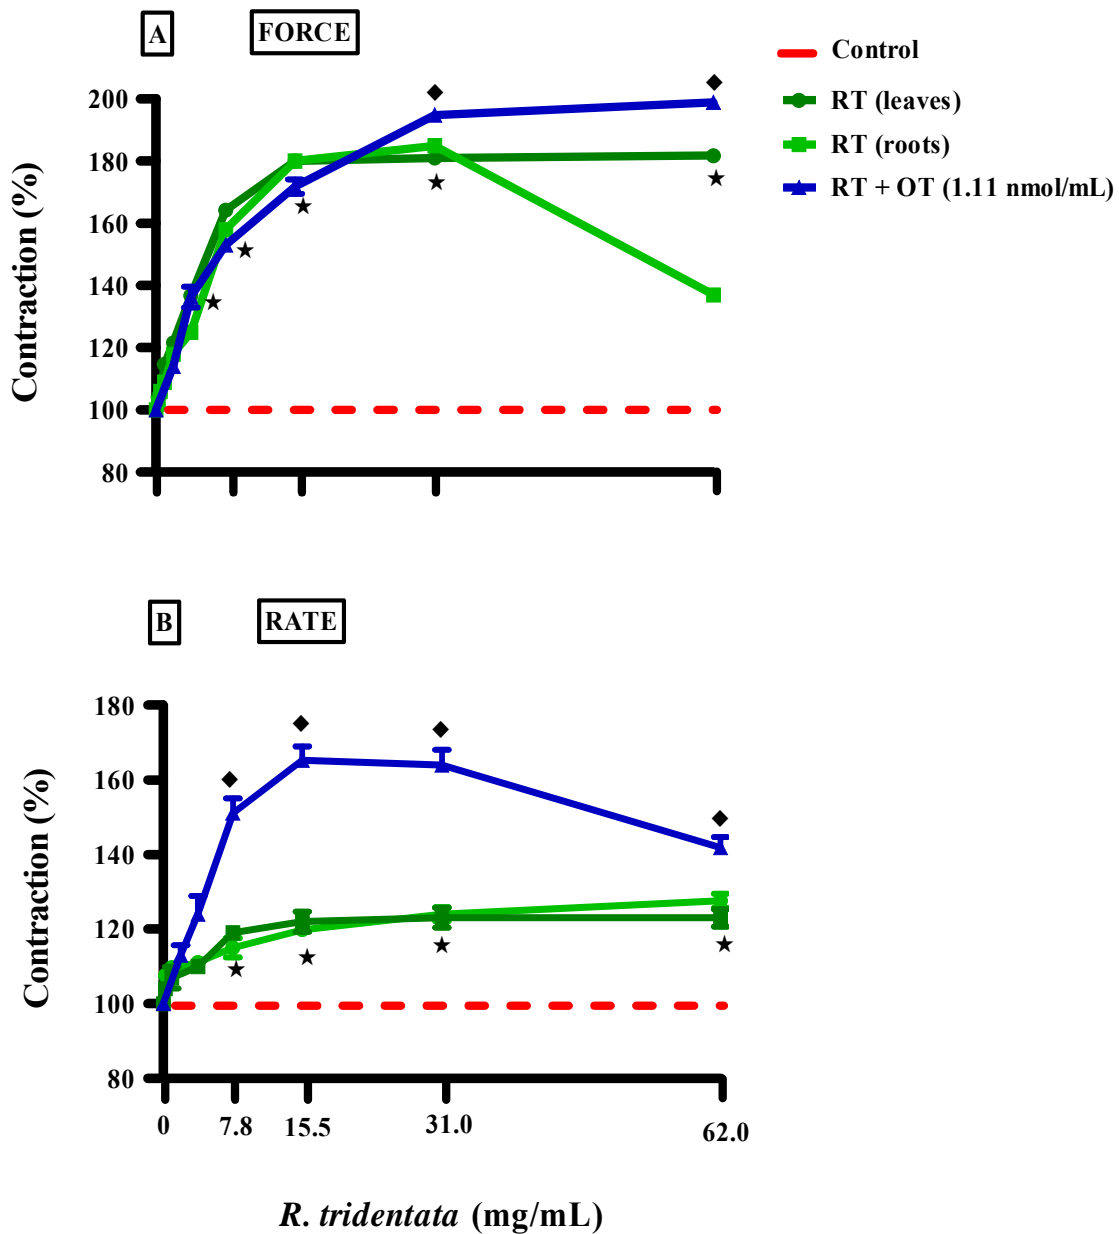 A
FORCE
Control
RT (leaves)
RT (roots)
RT + OT (1.11 nmol/mL)
Contraction (%)
200
180
160
140
120
100
80
B
RATE
Contraction (%)
180
160
140
120
100
80
0
7.8
15.5
31.0
62.0
R. tridentata (mg/mL)